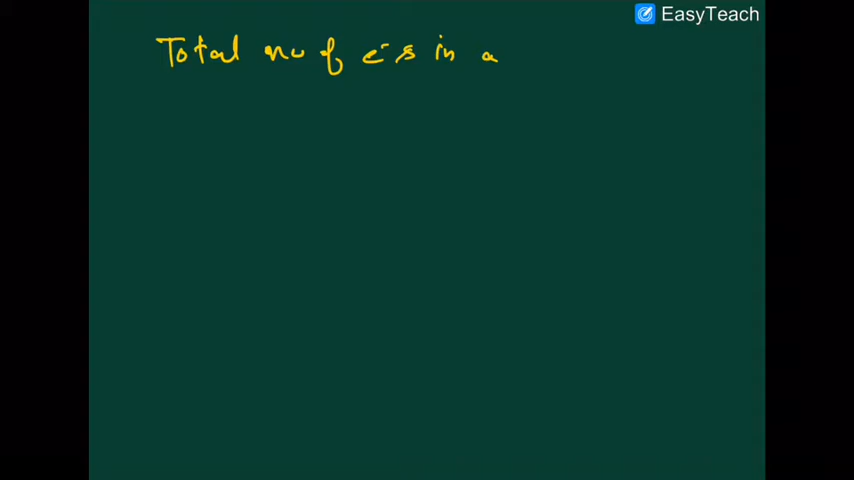 EasyTeach
Total no of e⁻s in a